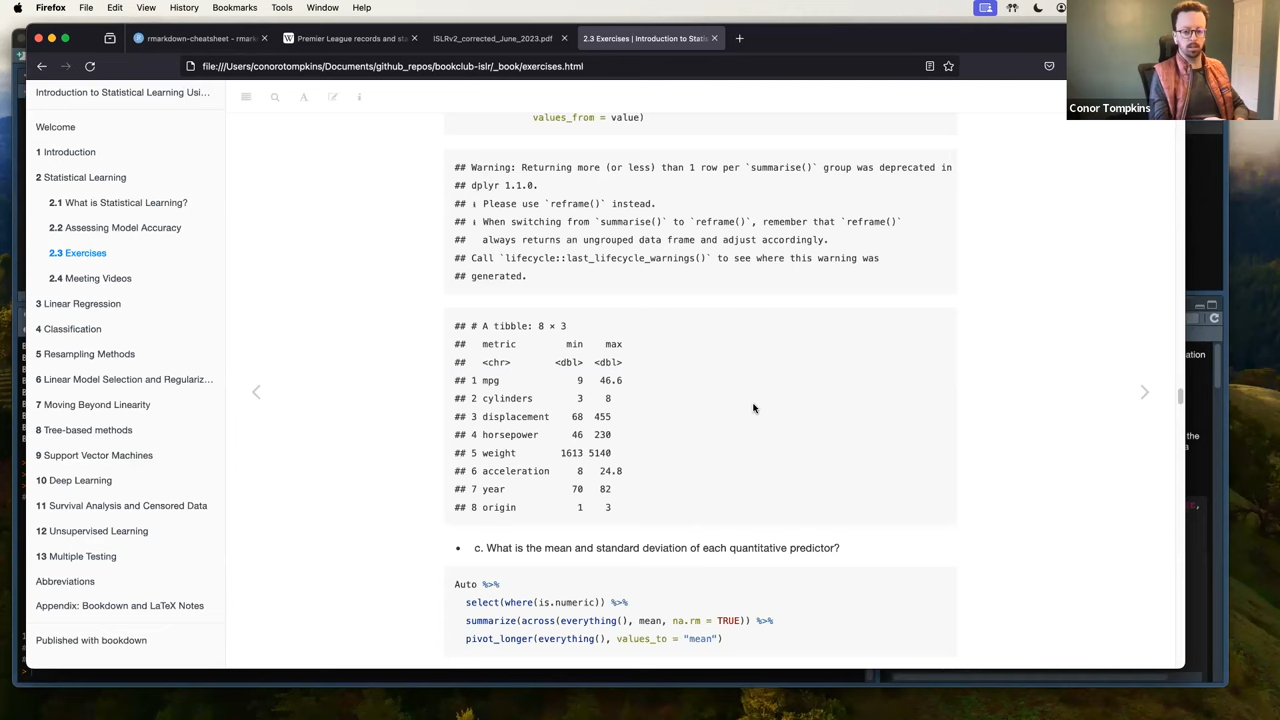 Firefox File Edit View History Bookmarks Tools Window Help
rmarkdown-cheatsheet - rmark
Premier League records and sta
ISLRv2_corrected_June_2023.pdf
2.3 Exercises | Introduction to Stati
file:///Users/conorotompkins/Documents/github_repos/bookclub-islr/_book/exercises.html
Conor Tompkins
Introduction to Statistical Learning Usi...
Welcome
1 Introduction
2 Statistical Learning
2.1 What is Statistical Learning?
2.2 Assessing Model Accuracy
2.3 Exercises
2.4 Meeting Videos
3 Linear Regression
4 Classification
5 Resampling Methods
6 Linear Model Selection and Regulariz...
7 Moving Beyond Linearity
8 Tree-based methods
9 Support Vector Machines
10 Deep Learning
11 Survival Analysis and Censored Data
12 Unsupervised Learning
13 Multiple Testing
Abbreviations
Appendix: Bookdown and LaTeX Notes
Published with bookdown
values_from = value)
## Warning: Returning more (or less) than 1 row per `summarise()` group was deprecated in
## dplyr 1.1.0.
## ℹ Please use `reframe()` instead.
## ℹ When switching from `summarise()` to `reframe()`, remember that `reframe()`
## always returns an ungrouped data frame and adjust accordingly.
## Call `lifecycle::last_lifecycle_warnings()` to see where this warning was
## generated.
## # A tibble: 8 × 3
## metric min max
## <chr> <dbl> <dbl>
## 1 mpg 9 46.6
## 2 cylinders 3 8
## 3 displacement 68 455
## 4 horsepower 46 230
## 5 weight 1613 5140
## 6 acceleration 8 24.8
## 7 year 70 82
## 8 origin 1 3
• c. What is the mean and standard deviation of each quantitative predictor?
Auto %>%
select(where(is.numeric)) %>%
summarize(across(everything(), mean, na.rm = TRUE)) %>%
pivot_longer(everything(), values_to = "mean")